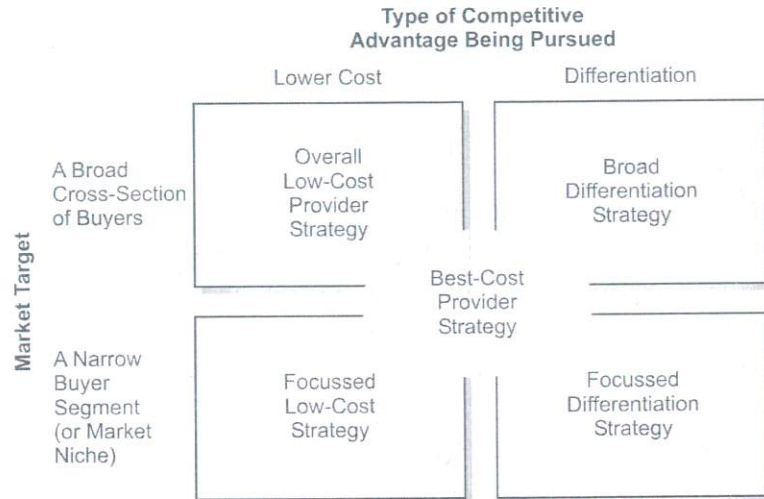 Type of Competitive
Advantage Being Pursued
Lower Cost
Differentiation
Market Target
A Broad
Cross-Section
of Buyers
Overall
Low-Cost
Provider
Strategy
Broad
Differentiation
Strategy
Best-Cost
Provider
Strategy
A Narrow
Buyer
Segment
(or Market
Niche)
Focussed
Low-Cost
Strategy
Focussed
Differentiation
Strategy